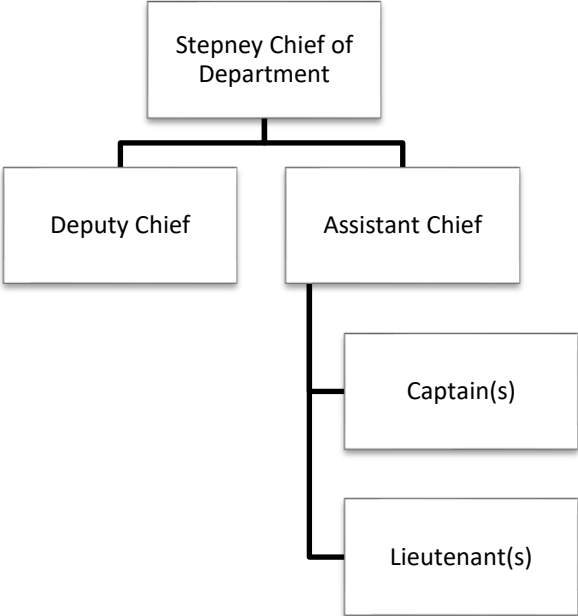 Stepney Chief of
Department
Deputy Chief
Assistant Chief
Captain(s)
Lieutenant(s)